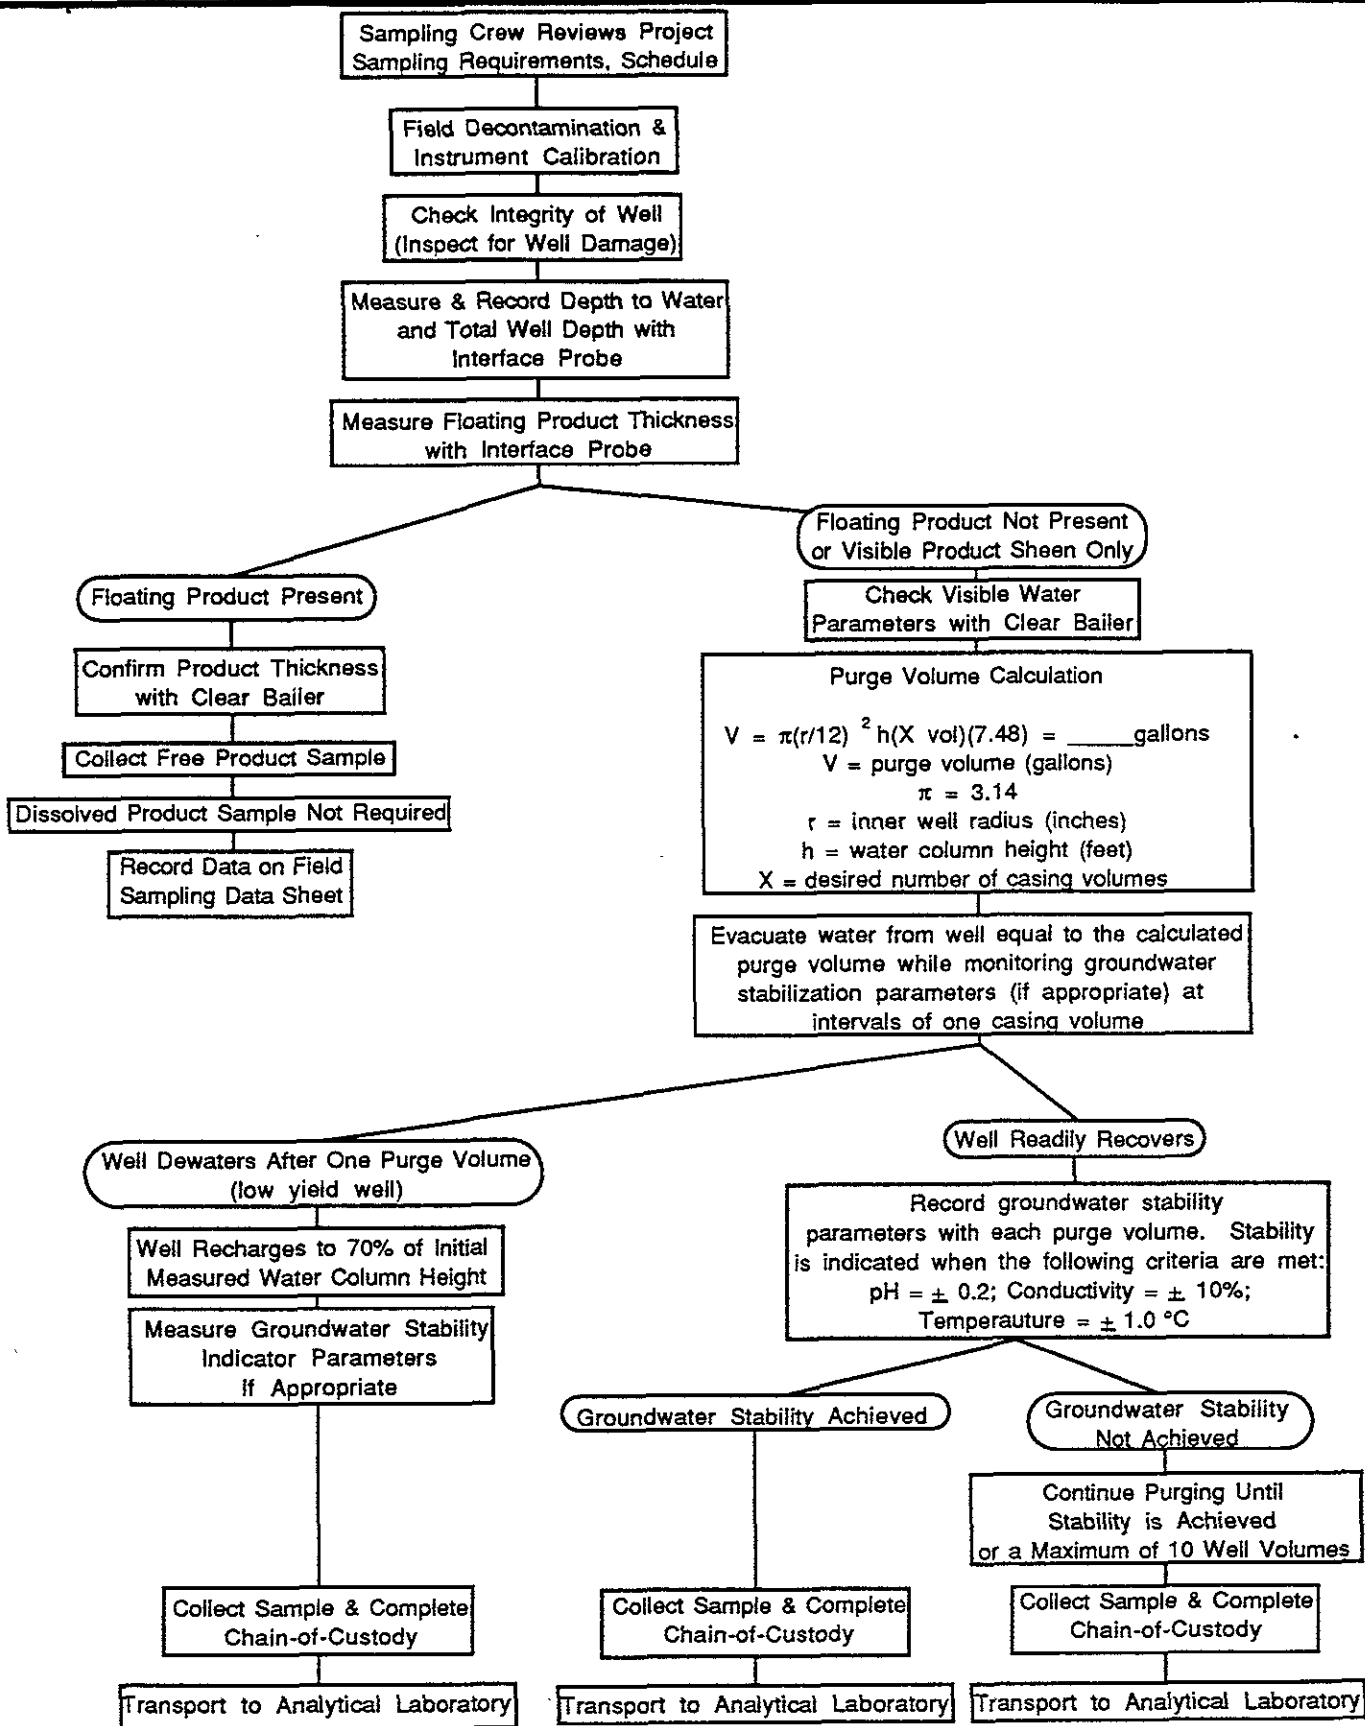 Sampling Crew Reviews Project
Sampling Requirements, Schedule
Field Decontamination &
Instrument Calibration
Check Integrity of Well
(Inspect for Well Damage)
Measure & Record Depth to Water
and Total Well Depth with
Interface Probe
Measure Floating Product Thickness
with Interface Probe
Floating Product Present
Confirm Product Thickness
with Clear Bailer
Collect Free Product Sample
Dissolved Product Sample Not Required
Record Data on Field
Sampling Data Sheet
Floating Product Not Present
or Visible Product Sheen Only
Check Visible Water
Parameters with Clear Bailer
Purge Volume Calculation
V = π(r/12) ² h(X vol)(7.48) = _____gallons
V = purge volume (gallons)
π = 3.14
r = inner well radius (inches)
h = water column height (feet)
X = desired number of casing volumes
Evacuate water from well equal to the calculated
purge volume while monitoring groundwater
stabilization parameters (if appropriate) at
intervals of one casing volume
Well Dewaters After One Purge Volume
(low yield well)
Well Recharges to 70% of Initial
Measured Water Column Height
Measure Groundwater Stability
Indicator Parameters
if Appropriate
Collect Sample & Complete
Chain-of-Custody
Transport to Analytical Laboratory
Well Readily Recovers
Record groundwater stability
parameters with each purge volume. Stability
is indicated when the following criteria are met:
pH = ± 0.2; Conductivity = ± 10%;
Temperauture = ± 1.0 °C
Groundwater Stability Achieved
Collect Sample & Complete
Chain-of-Custody
Transport to Analytical Laboratory
Groundwater Stability
Not Achieved
Continue Purging Until
Stability is Achieved
or a Maximum of 10 Well Volumes
Collect Sample & Complete
Chain-of-Custody
Transport to Analytical Laboratory